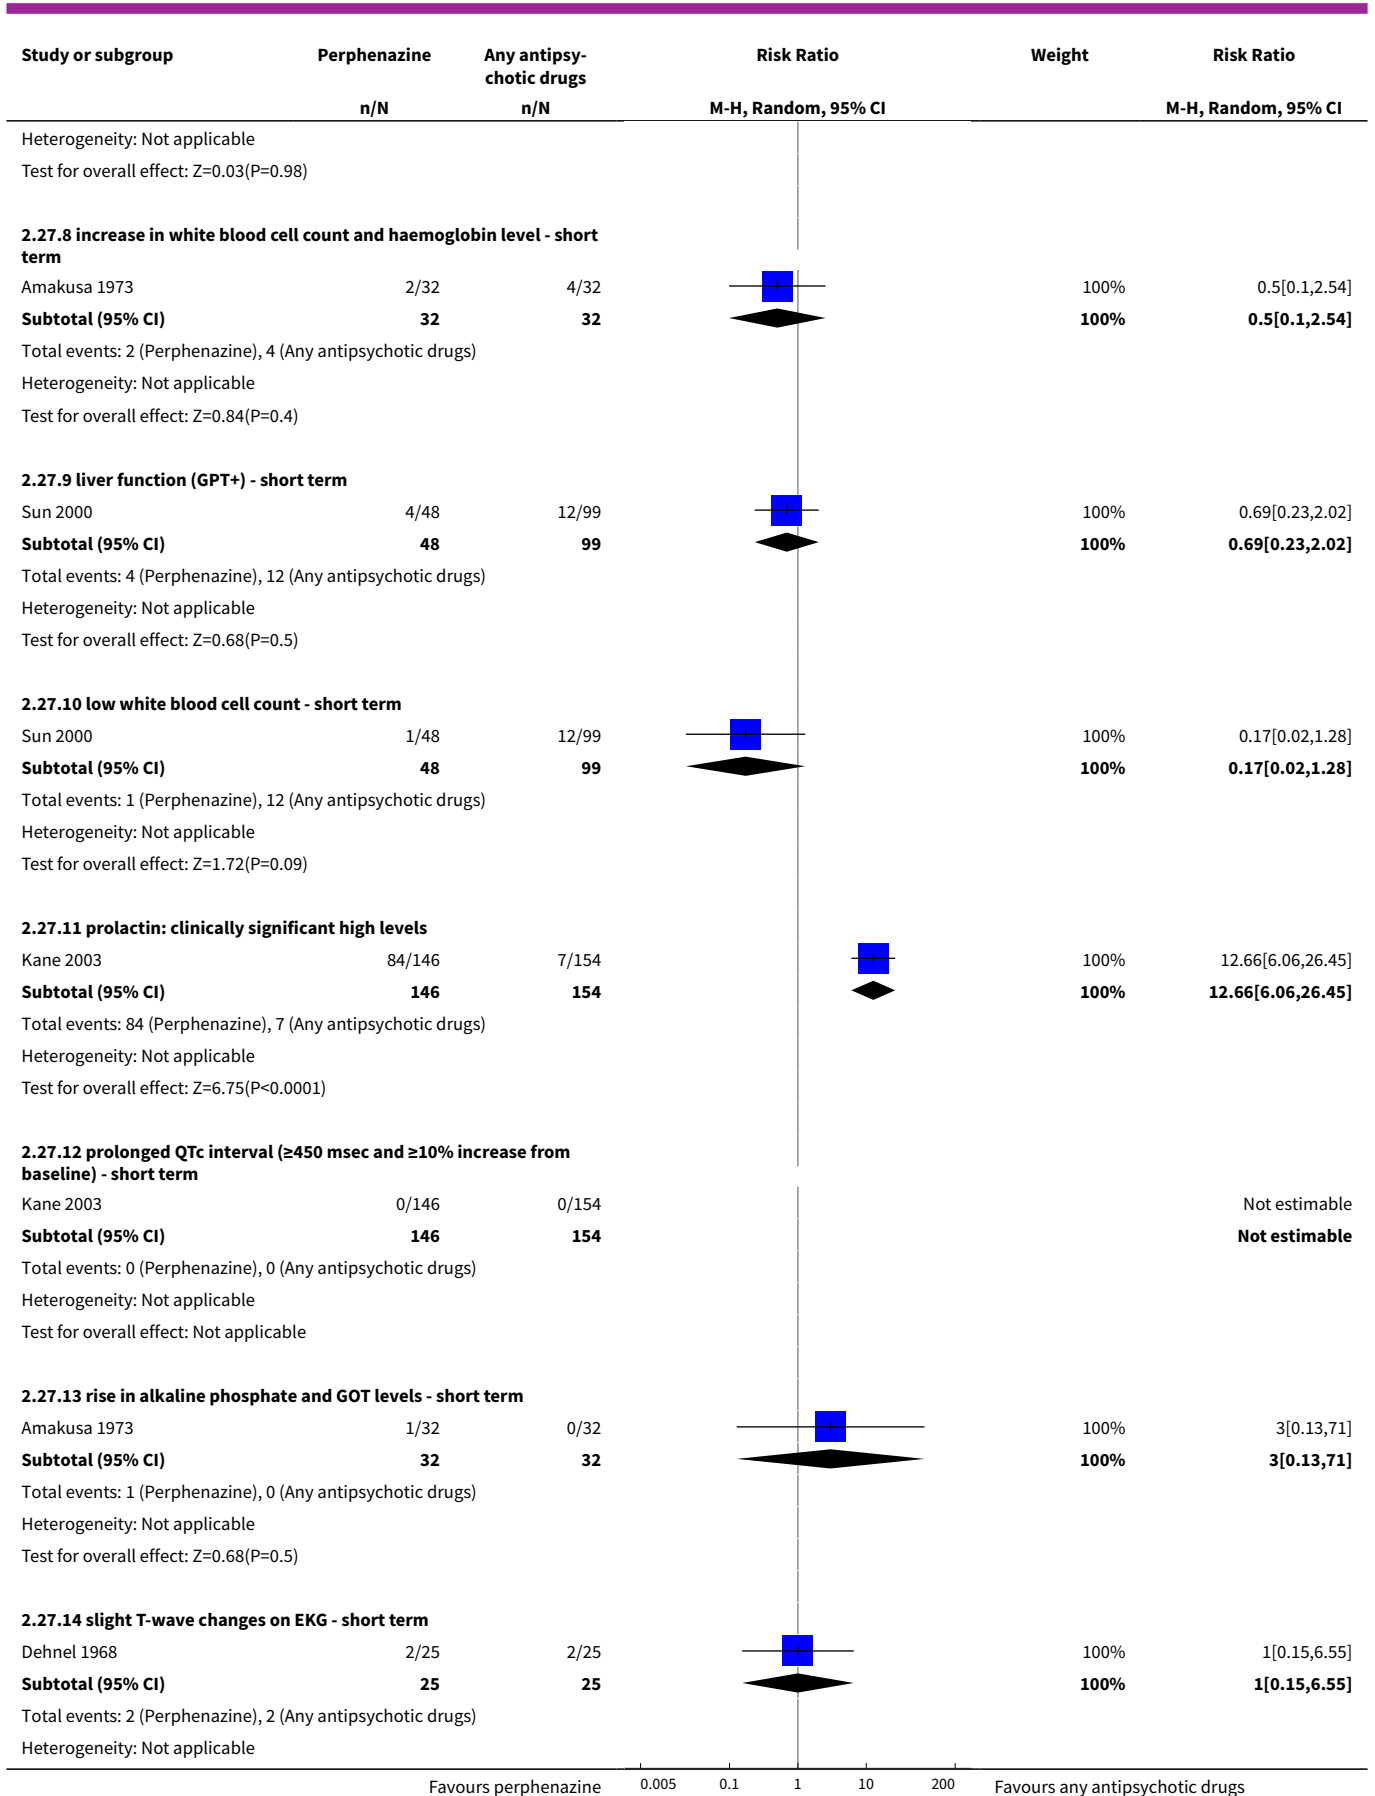 Study or subgroup Perphenazine Any antipsy- Risk Ratio Weight Risk Ratio
chotic drugs
n/N n/N M-H, Random, 95% CI M-H, Random, 95% CI
Heterogeneity: Not applicable
Test for overall effect: Z=0.03(P=0.98)
2.27.8 increase in white blood cell count and haemoglobin level - short
term
Amakusa 1973 2/32 4/32 100% 0.5[0.1,2.54]
Subtotal (95% CI) 32 32 100% 0.5[0.1,2.54]
Total events: 2 (Perphenazine), 4 (Any antipsychotic drugs)
Heterogeneity: Not applicable
Test for overall effect: Z=0.84(P=0.4)
2.27.9 liver function (GPT+) - short term
Sun 2000 4/48 12/99 100% 0.69[0.23,2.02]
Subtotal (95% CI) 48 99 100% 0.69[0.23,2.02]
Total events: 4 (Perphenazine), 12 (Any antipsychotic drugs)
Heterogeneity: Not applicable
Test for overall effect: Z=0.68(P=0.5)
2.27.10 low white blood cell count - short term
Sun 2000 1/48 12/99 100% 0.17[0.02,1.28]
Subtotal (95% CI) 48 99 100% 0.17[0.02,1.28]
Total events: 1 (Perphenazine), 12 (Any antipsychotic drugs)
Heterogeneity: Not applicable
Test for overall effect: Z=1.72(P=0.09)
2.27.11 prolactin: clinically significant high levels
Kane 2003 84/146 7/154 100% 12.66[6.06,26.45]
Subtotal (95% CI) 146 154 100% 12.66[6.06,26.45]
Total events: 84 (Perphenazine), 7 (Any antipsychotic drugs)
Heterogeneity: Not applicable
Test for overall effect: Z=6.75(P<0.0001)
2.27.12 prolonged QTc interval (≥450 msec and ≥10% increase from
baseline) - short term
Kane 2003 0/146 0/154 Not estimable
Subtotal (95% CI) 146 154 Not estimable
Total events: 0 (Perphenazine), 0 (Any antipsychotic drugs)
Heterogeneity: Not applicable
Test for overall effect: Not applicable
2.27.13 rise in alkaline phosphate and GOT levels - short term
Amakusa 1973 1/32 0/32 100% 3[0.13,71]
Subtotal (95% CI) 32 32 100% 3[0.13,71]
Total events: 1 (Perphenazine), 0 (Any antipsychotic drugs)
Heterogeneity: Not applicable
Test for overall effect: Z=0.68(P=0.5)
2.27.14 slight T-wave changes on EKG - short term
Dehnel 1968 2/25 2/25 100% 1[0.15,6.55]
Subtotal (95% CI) 25 25 100% 1[0.15,6.55]
Total events: 2 (Perphenazine), 2 (Any antipsychotic drugs)
Heterogeneity: Not applicable
Favours perphenazine 0.005 0.1 1 10 200 Favours any antipsychotic drugs